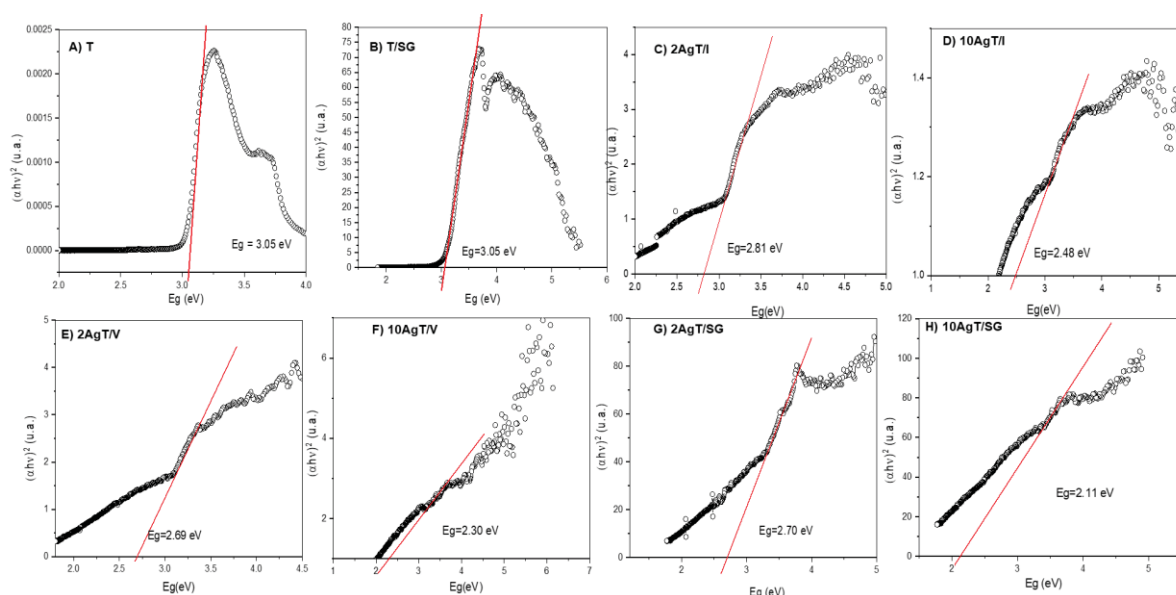 A) T
0.0025
0.0020
0.0015
0.0010
0.0005
0.0000
(αhν)² (u.a.)
Eg = 3.05 eV
2.0 2.5 3.0 3.5 4.0
Eg (eV)
B) T/SG
80
75
70
65
60
55
50
45
40
35
30
25
20
15
10
5
0
(αhν)² (u.a.)
Eg=3.05 eV
2 3 4 5 6
Eg (eV)
C) 2AgT/I
4
3
2
1
0
(αhν)² (u.a.)
Eg=2.81 eV
2.0 2.5 3.0 3.5 4.0 4.5 5.0
Eg(eV)
D) 10AgT/I
1.4
1.2
1.0
(αhν)² (u.a.)
Eg=2.48 eV
1 2 3 4 5
Eg(eV)
E) 2AgT/V
5
4
3
2
1
0
(αhν)² (u.a.)
Eg=2.69 eV
2.0 2.5 3.0 3.5 4.0 4.5
Eg(eV)
F) 10AgT/V
6
4
2
(αhν)² (u.a.)
Eg=2.30 eV
1 2 3 4 5 6 7
Eg(eV)
G) 2AgT/SG
100
80
60
40
20
0
(αhν)² (u.a.)
Eg=2.70 eV
2 3 4 5
Eg (eV)
H) 10AgT/SG
120
100
80
60
40
20
0
(αhν)² (u.a.)
Eg=2.11 eV
2 3 4 5
Eg (eV)